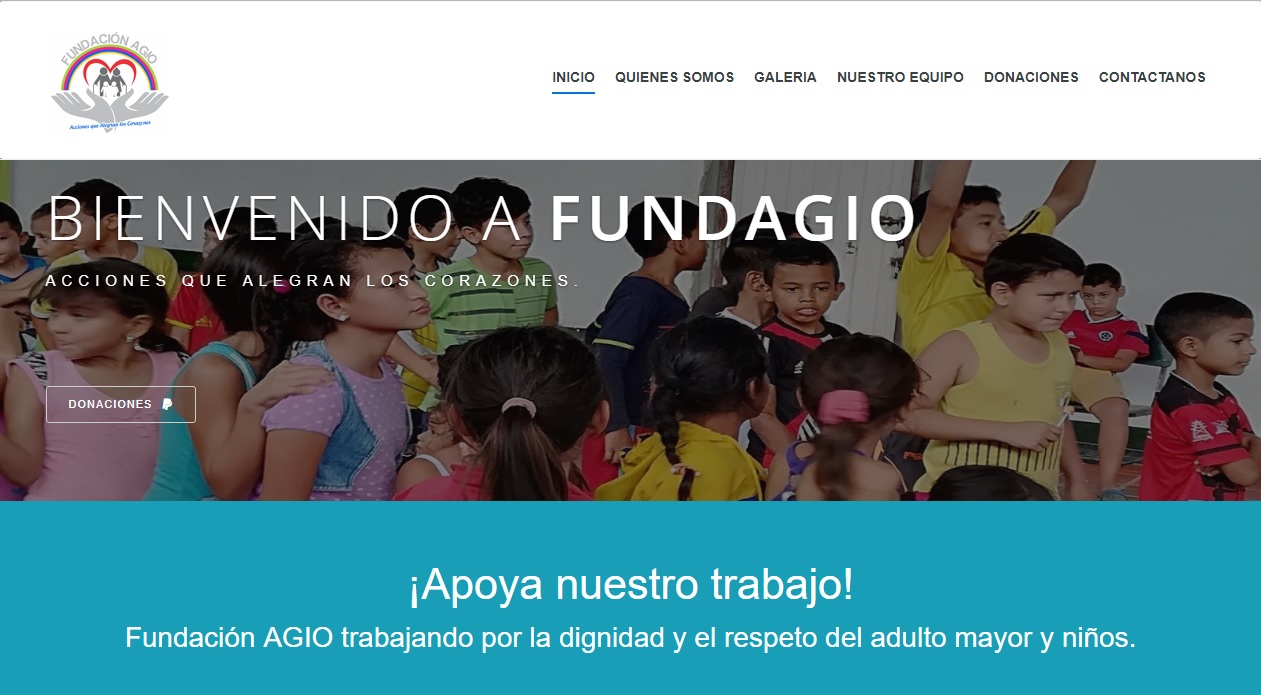 FUNDACIÓN AGIO
Acciones que Alegran los Corazones
INICIO QUIENES SOMOS GALERIA NUESTRO EQUIPO DONACIONES CONTACTANOS
BIENVENIDO A FUNDAGIO
ACCIONES QUE ALEGRAN LOS CORAZONES.
DONACIONES
¡Apoya nuestro trabajo!
Fundación AGIO trabajando por la dignidad y el respeto del adulto mayor y niños.